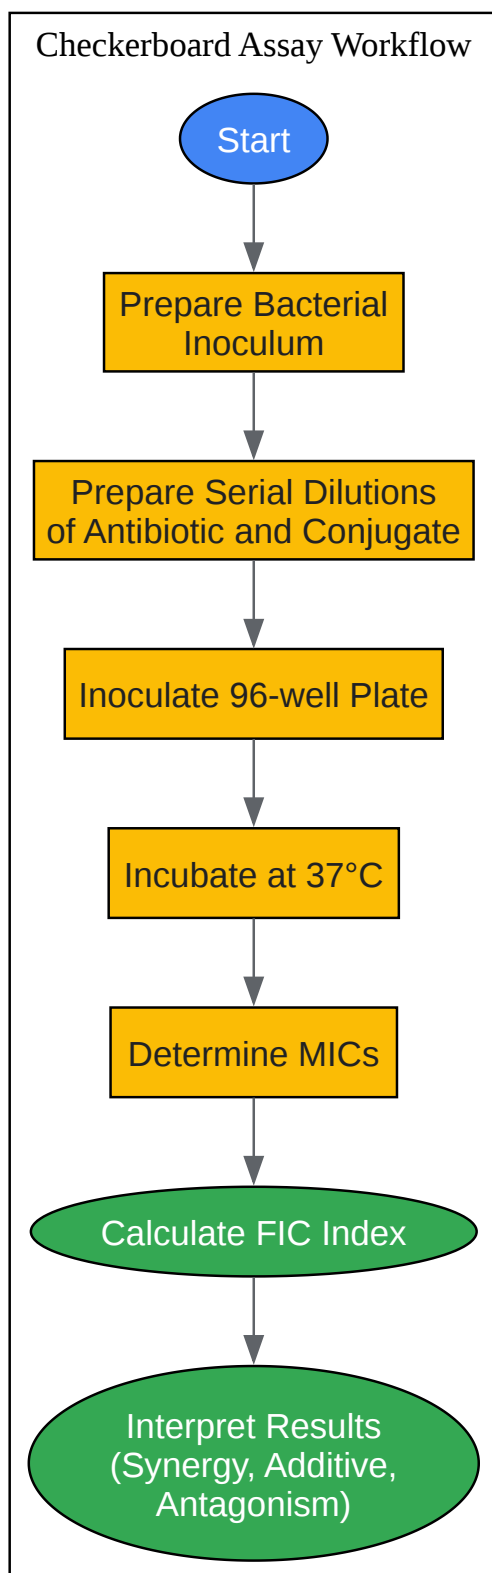 Checkerboard Assay Workflow
Start
Prepare Bacterial
Inoculum
Prepare Serial Dilutions
of Antibiotic and Conjugate
Inoculate 96-well Plate
Incubate at 37°C
Determine MICs
Calculate FIC Index
Interpret Results
(Synergy, Additive,
Antagonism)